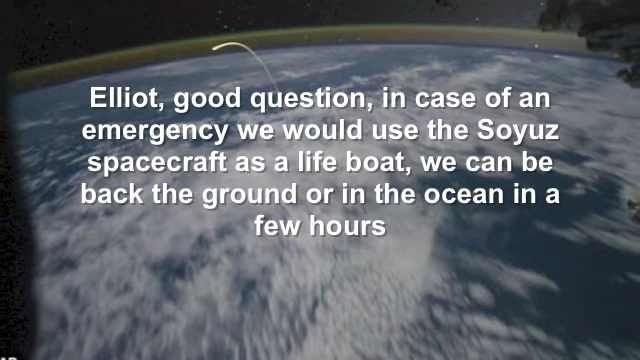 Elliot, good question, in case of an
emergency we would use the Soyuz
spacecraft as a life boat, we can be
back the ground or in the ocean in a
few hours